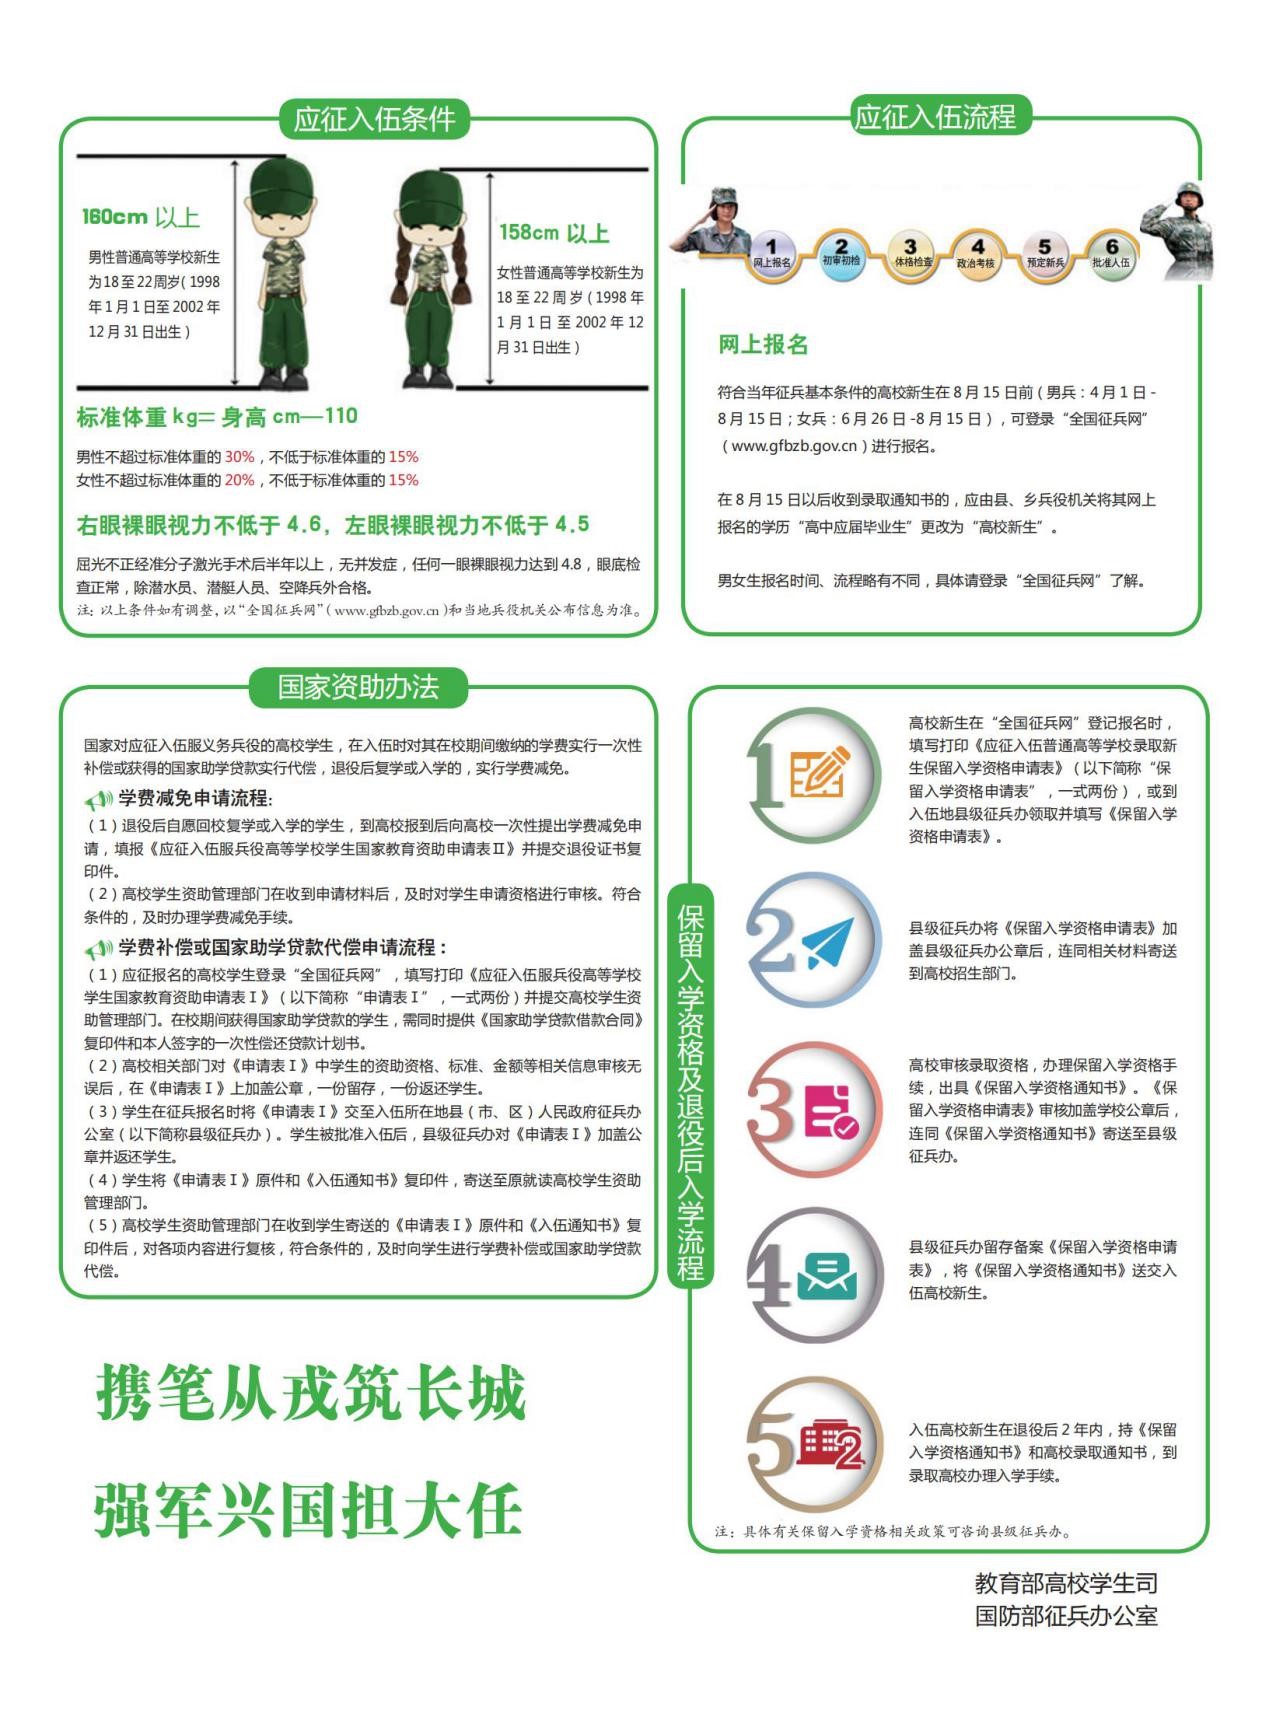 应征入伍条件
160cm 以上
男性普通高等学校新生
为18至22周岁（1998
年1月1日至2002年
12月31日出生）
158cm 以上
女性普通高等学校新生为
18至22周岁（1998年
1月1日至2002年12
月31日出生）
标准体重 kg= 身高 cm—110
男性不超过标准体重的 30%，不低于标准体重的 15%
女性不超过标准体重的 20%，不低于标准体重的 15%
右眼裸眼视力不低于 4.6，左眼裸眼视力不低于 4.5
屈光不正经准分子激光手术后半年以上，无并发症，任何一眼裸眼视力达到 4.8，眼底检
查正常，除潜水员、潜艇人员、空降兵外合格。
注：以上条件如有调整，以“全国征兵网”（www.gfbzb.gov.cn）和当地兵役机关公布信息为准。
应征入伍流程
1 网上报名
2 初审初检
3 体格检查
4 政治考核
5 预定新兵
6 批准入伍
网上报名
符合当年征兵基本条件的高校新生在 8 月 15 日前（男兵：4 月 1 日 -
8 月 15 日；女兵：6 月 26 日 -8 月 15 日），可登录“全国征兵网”
（www.gfbzb.gov.cn）进行报名。
在 8 月 15 日以后收到录取通知书的，应由县、乡兵役机关将其网上
报名的学历“高中应届毕业生”更改为“高校新生”。
男女生报名时间、流程略有不同，具体请登录“全国征兵网”了解。
国家资助办法
国家对应征入伍服义务兵役的高校学生，在入伍时对其在校期间缴纳的学费实行一次性
补偿或获得的国家助学贷款实行代偿，退役后复学或入学的，实行学费减免。
学费减免申请流程：
（1）退役后自愿回校复学或入学的学生，到高校报到后向高校一次性提出学费减免申
请，填报《应征入伍服兵役高等学校学生国家教育资助申请表Ⅱ》并提交退役证书复
印件。
（2）高校学生资助管理部门在收到申请材料后，及时对学生申请资格进行审核。符合
条件的，及时办理学费减免手续。
学费补偿或国家助学贷款代偿申请流程：
（1）应征报名的高校学生登录“全国征兵网”，填写打印《应征入伍服兵役高等学校
学生国家教育资助申请表Ⅰ》（以下简称“申请表Ⅰ”，一式两份）并提交高校学生资
助管理部门。在校期间获得国家助学贷款的学生，需同时提供《国家助学贷款借款合同》
复印件和本人签字的一次性偿还贷款计划书。
（2）高校相关部门对《申请表Ⅰ》中学生的资助资格、标准、金额等相关信息审核无
误后，在《申请表Ⅰ》上加盖公章，一份留存，一份返还学生。
（3）学生在征兵报名时将《申请表Ⅰ》交至入伍所在地县（市、区）人民政府征兵办
公室（以下简称县级征兵办）。学生被批准入伍后，县级征兵办对《申请表Ⅰ》加盖公
章并返还学生。
（4）学生将《申请表Ⅰ》原件和《入伍通知书》复印件，寄送至原就读高校学生资助
管理部门。
（5）高校学生资助管理部门在收到学生寄送的《申请表Ⅰ》原件和《入伍通知书》复
印件后，对各项内容进行复核，符合条件的，及时向学生进行学费补偿或国家助学贷款
代偿。
保留入学资格及退役后入学流程
1
高校新生在“全国征兵网”登记报名时，
填写打印《应征入伍普通高等学校录取新
生保留入学资格申请表》（以下简称“保
留入学资格申请表”，一式两份），或到
入伍地县级征兵办领取并填写《保留入学
资格申请表》。
2
县级征兵办将《保留入学资格申请表》加
盖县级征兵办公章后，连同相关材料寄送
到高校招生部门。
3
高校审核录取资格，办理保留入学资格手
续，出具《保留入学资格通知书》。《保
留入学资格申请表》审核加盖学校公章后，
连同《保留入学资格通知书》寄送至县级
征兵办。
4
县级征兵办留存备案《保留入学资格申请
表》，将《保留入学资格通知书》送交入
伍高校新生。
5
2
入伍高校新生在退役后 2 年内，持《保留
入学资格通知书》和高校录取通知书，到
录取高校办理入学手续。
注：具体有关保留入学资格相关政策可咨询县级征兵办。
携笔从戎筑长城
强军兴国担大任
教育部高校学生司
国防部征兵办公室